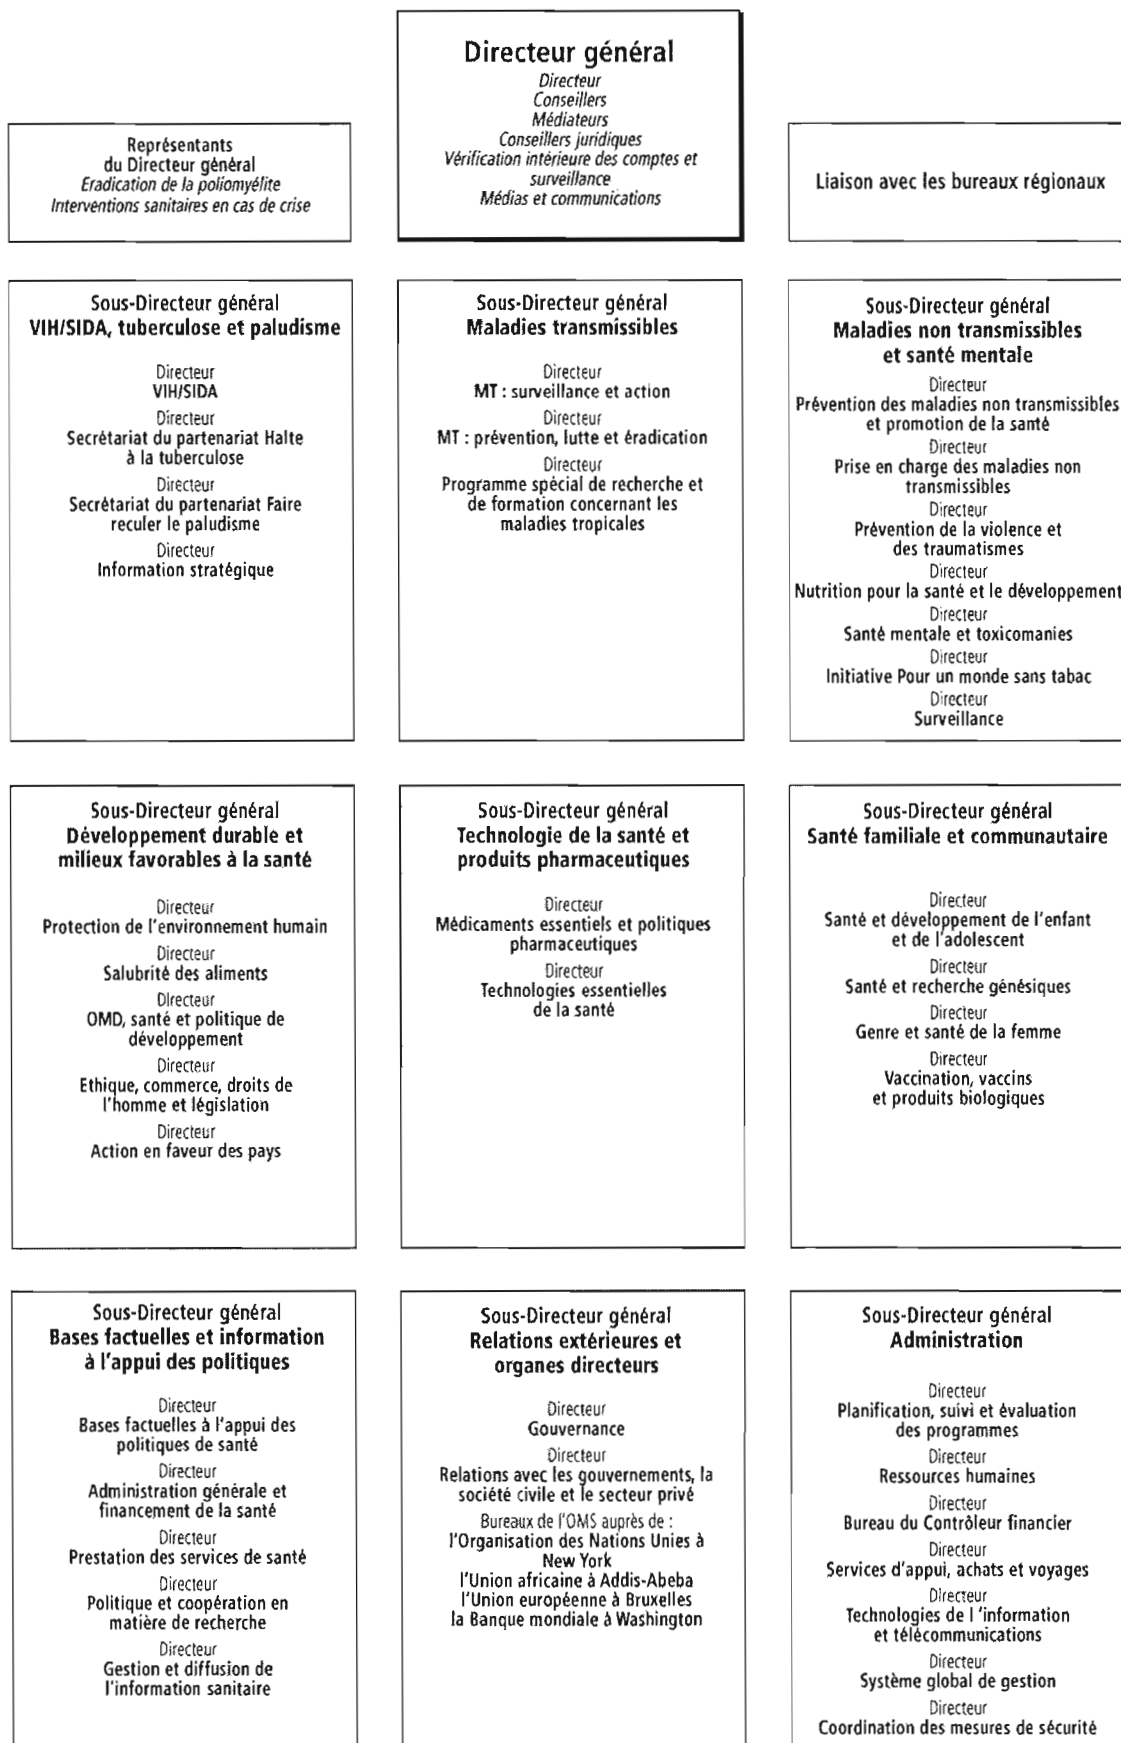 Directeur général
Directeur
Conseillers
Médiateurs
Conseillers juridiques
Vérification intérieure des comptes et
surveillance
Médias et communications
Représentants
du Directeur général
Eradication de la poliomyélite
Interventions sanitaires en cas de crise
Liaison avec les bureaux régionaux
Sous-Directeur général
VIH/SIDA, tuberculose et paludisme
Directeur
VIH/SIDA
Directeur
Secrétariat du partenariat Halte
à la tuberculose
Directeur
Secrétariat du partenariat Faire
reculer le paludisme
Directeur
Information stratégique
Sous-Directeur général
Maladies transmissibles
Directeur
MT : surveillance et action
Directeur
MT : prévention, lutte et éradication
Directeur
Programme spécial de recherche et
de formation concernant les
maladies tropicales
Sous-Directeur général
Maladies non transmissibles
et santé mentale
Directeur
Prévention des maladies non transmissibles
et promotion de la santé
Directeur
Prise en charge des maladies non
transmissibles
Directeur
Prévention de la violence et
des traumatismes
Directeur
Nutrition pour la santé et le développement
Directeur
Santé mentale et toxicomanies
Directeur
Initiative Pour un monde sans tabac
Directeur
Surveillance
Sous-Directeur général
Développement durable et
milieux favorables à la santé
Directeur
Protection de l'environnement humain
Directeur
Salubrité des aliments
Directeur
OMD, santé et politique de
développement
Directeur
Ethique, commerce, droits de
l'homme et législation
Directeur
Action en faveur des pays
Sous-Directeur général
Technologie de la santé et
produits pharmaceutiques
Directeur
Médicaments essentiels et politiques
pharmaceutiques
Directeur
Technologies essentielles
de la santé
Sous-Directeur général
Santé familiale et communautaire
Directeur
Santé et développement de l'enfant
et de l'adolescent
Directeur
Santé et recherche génésiques
Directeur
Genre et santé de la femme
Directeur
Vaccination, vaccins
et produits biologiques
Sous-Directeur général
Bases factuelles et information
à l'appui des politiques
Directeur
Bases factuelles à l'appui des
politiques de santé
Directeur
Administration générale et
financement de la santé
Directeur
Prestation des services de santé
Directeur
Politique et coopération en
matière de recherche
Directeur
Gestion et diffusion de
l'information sanitaire
Sous-Directeur général
Relations extérieures et
organes directeurs
Directeur
Gouvernance
Directeur
Relations avec les gouvernements, la
société civile et le secteur privé
Bureaux de l'OMS auprès de :
l'Organisation des Nations Unies à
New York
l'Union africaine à Addis-Abeba
l'Union européenne à Bruxelles
la Banque mondiale à Washington
Sous-Directeur général
Administration
Directeur
Planification, suivi et évaluation
des programmes
Directeur
Ressources humaines
Directeur
Bureau du Contrôleur financier
Directeur
Services d'appui, achats et voyages
Directeur
Technologies de l'information
et télécommunications
Directeur
Système global de gestion
Directeur
Coordination des mesures de sécurité